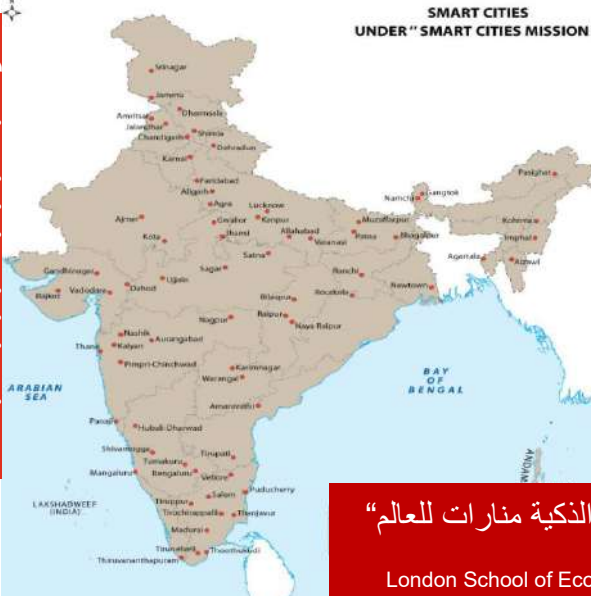 SMART CITIES
UNDER "SMART CITIES MISSION
Srinagar
Jammu
Amritsar
Dharmsala
Jalandhar
Shimla
Chandigarh
Dehradun
Karnal
Faridabad
Aligarh
Agra
Lucknow
Namchi
Gangtok
Pasighat
Ajmer
Gwalior
Kanpur
Muzaffarpur
Kohima
Kota
Jhansi
Allahabad
Varanasi
Patna
Bhagalpur
Imphal
Satna
Agartala
Aizawl
Gandhinagar
Ujjain
Sagar
Ranchi
Rajkot
Vadodara
Dahod
Newtown
Bilaspur
Rourkela
Nagpur
Raipur
Naya Raipur
Nashik
Thane
Kalyan
Aurangabad
Pimpri-Chinchwad
Karimnagar
Warangal
BAY
OF
BENGAL
ARABIAN
SEA
Amaravathi
Panaji
Hubali-Dharwad
Shivamogga
Tumakuru
Tirupati
Mangaluru
Bengaluru
Vellore
Puducherry
LAKSHADWEEP
(INDIA)
Salem
Tiruppur
Tiruchirappalli
Thanjavur
Madurai
Tirunelveli
Thoothukudi
Thiruvananthapuram
الذكية منارات للعالم“
London School of Eco